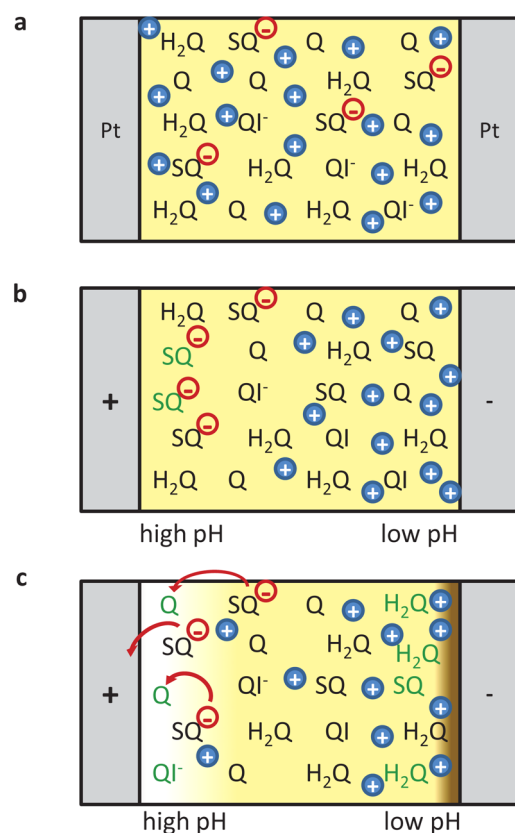 a
H₂Q SQ⁻ Q + + Q +
Q + Q + H₂Q SQ⁻
+ H₂Q + QI⁻ SQ⁻ + Q +
Pt Pt
+ SQ⁻ H₂Q + QI⁻ + H₂Q
H₂Q + Q + H₂Q + QI⁻ +
b
H₂Q SQ⁻ Q + Q +
SQ⁻ Q + H₂Q + SQ
+ SQ⁻ QI⁻ SQ + Q + + -
SQ⁻ H₂Q + QI + H₂Q
H₂Q Q + H₂Q + QI + +
high pH low pH
c
Q SQ⁻ Q + H₂Q +
SQ⁻ + Q H₂Q + H₂Q +
+ Q QI⁻ + SQ + SQ + -
SQ⁻ H₂Q QI H₂Q
QI⁻ + Q H₂Q + H₂Q +
high pH low pH